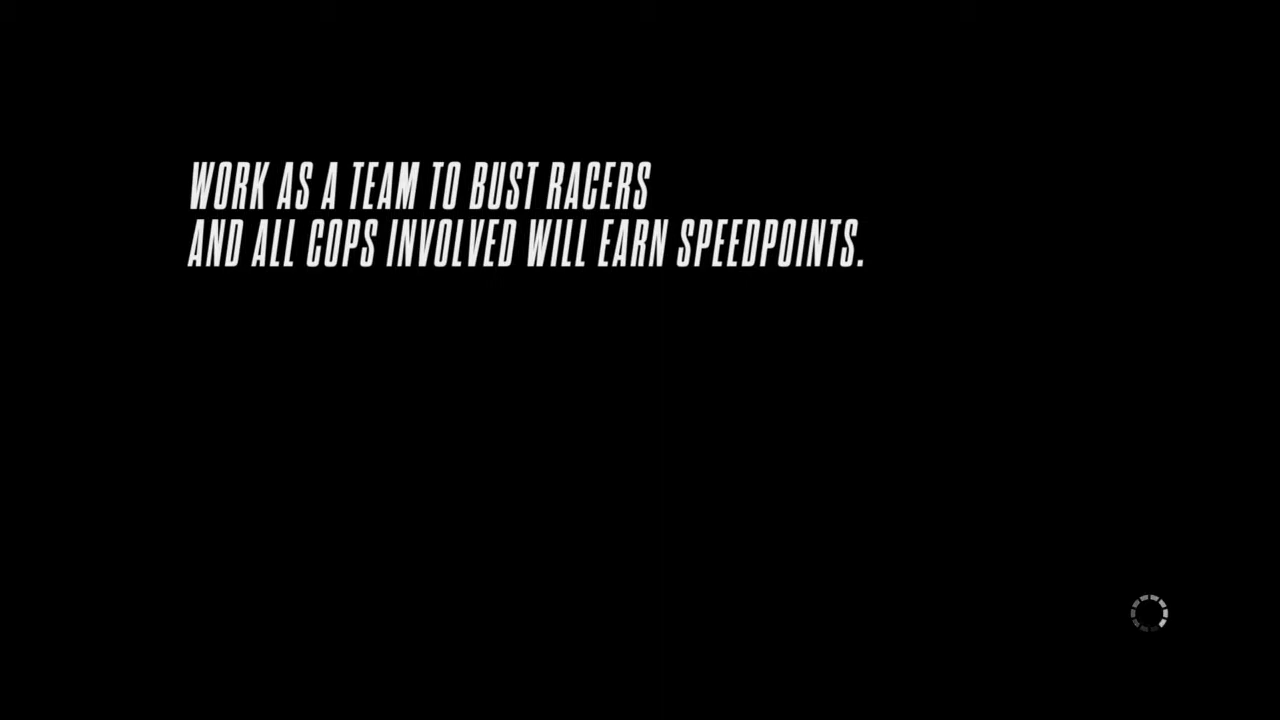 WORK AS A TEAM TO BUST RACERS
AND ALL COPS INVOLVED WILL EARN SPEEDPOINTS.